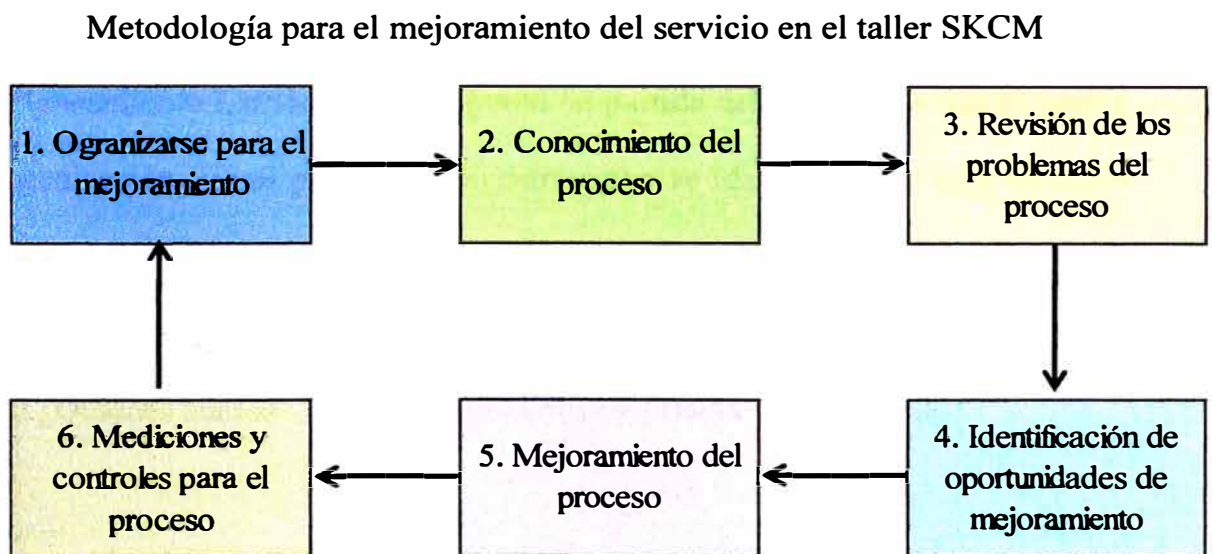 Metodología para el mejoramiento del servicio en el taller SKCM
1. Ogranizarse para el
mejoramiento
2. Conocimiento del
proceso
3. Revisión de los
problemas del
proceso
4. Identificación de
oportunidades de
mejoramiento
5. Mejoramiento del
proceso
6. Mediciones y
controles para el
proceso